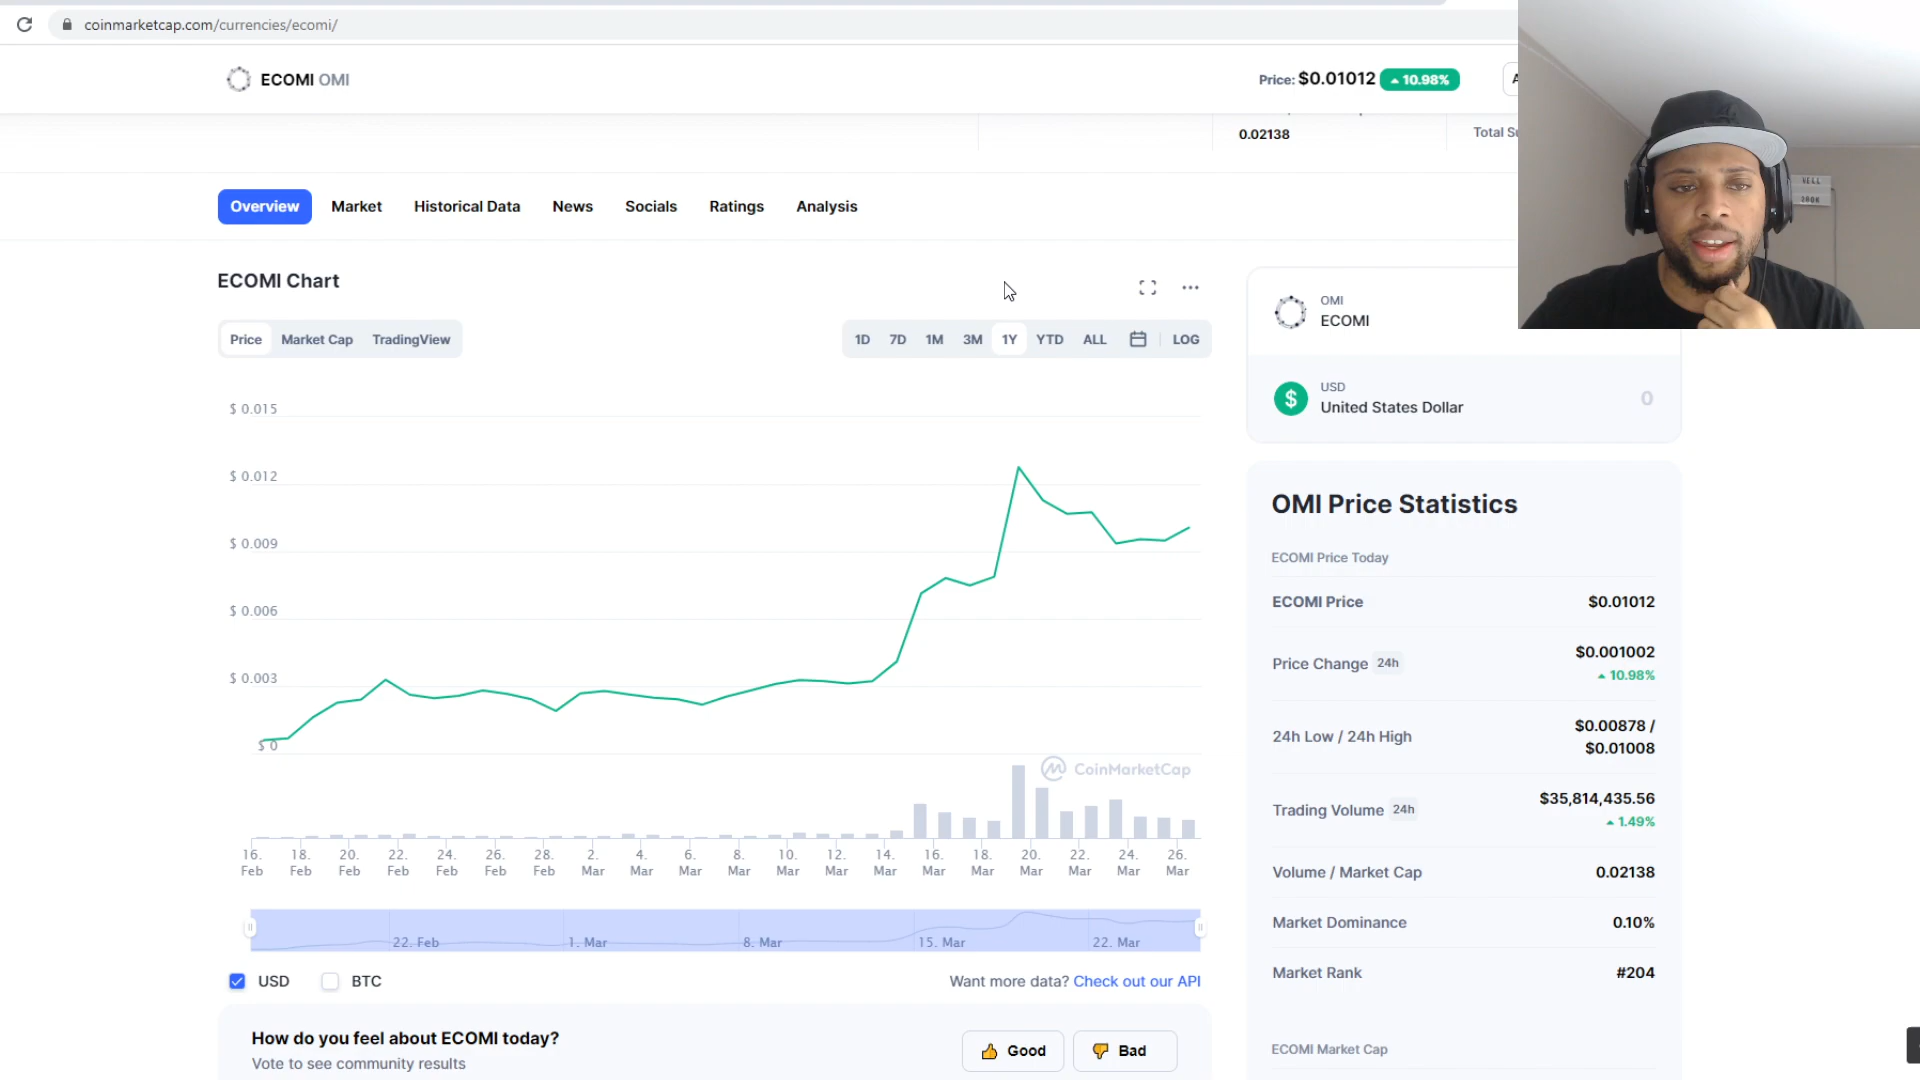 coinmarketcap.com/currencies/ecomi/
ECOMI OMI
Price: $0.01012 10.98%
0.02138
Total
Overview Market Historical Data News Socials Ratings Analysis
ECOMI Chart
Price Market Cap TradingView
1D 7D 1M 3M 1Y YTD ALL LOG
$ 0.015
$ 0.012
$ 0.009
$ 0.006
$ 0.003
$ 0
CoinMarketCap
16. Feb 18. Feb 20. Feb 22. Feb 24. Feb 26. Feb 28. Feb 2. Mar 4. Mar 6. Mar 8. Mar 10. Mar 12. Mar 14. Mar 16. Mar 18. Mar 20. Mar 22. Mar 24. Mar 26. Mar
22. Feb 1. Mar 8. Mar 15. Mar 22. Mar
USD BTC
Want more data? Check out our API
How do you feel about ECOMI today?
Vote to see community results
Good Bad
OMI
ECOMI
USD
United States Dollar
0
OMI Price Statistics
ECOMI Price Today
ECOMI Price $0.01012
Price Change 24h $0.001002
10.98%
24h Low / 24h High $0.00878 /
$0.01008
Trading Volume 24h $35,814,435.56
1.49%
Volume / Market Cap 0.02138
Market Dominance 0.10%
Market Rank #204
ECOMI Market Cap